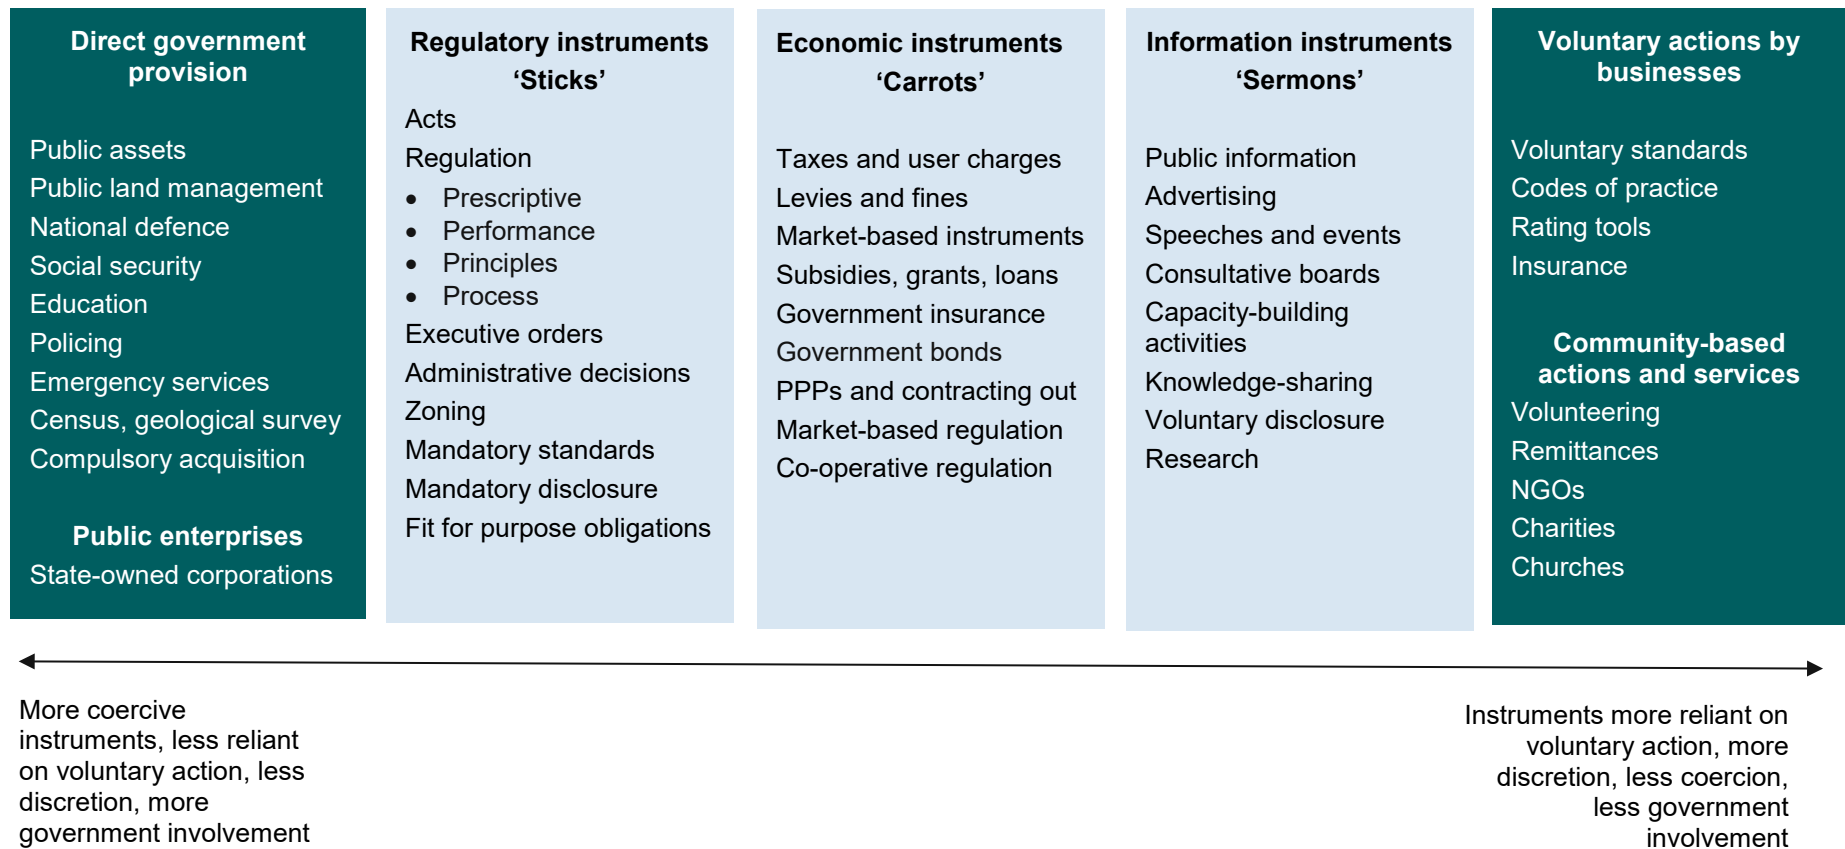 Direct government
provision
Public assets
Public land management
National defence
Social security
Education
Policing
Emergency services
Census, geological survey
Compulsory acquisition
Public enterprises
State-owned corporations
Regulatory instruments
‘Sticks’
Acts
Regulation
• Prescriptive
• Performance
• Principles
• Process
Executive orders
Administrative decisions
Zoning
Mandatory standards
Mandatory disclosure
Fit for purpose obligations
Economic instruments
‘Carrots’
Taxes and user charges
Levies and fines
Market-based instruments
Subsidies, grants, loans
Government insurance
Government bonds
PPPs and contracting out
Market-based regulation
Co-operative regulation
Information instruments
‘Sermons’
Public information
Advertising
Speeches and events
Consultative boards
Capacity-building
activities
Knowledge-sharing
Voluntary disclosure
Research
Voluntary actions by
businesses
Voluntary standards
Codes of practice
Rating tools
Insurance
Community-based
actions and services
Volunteering
Remittances
NGOs
Charities
Churches
More coercive
instruments, less reliant
on voluntary action, less
discretion, more
government involvement
Instruments more reliant on
voluntary action, more
discretion, less coercion,
less government
involvement